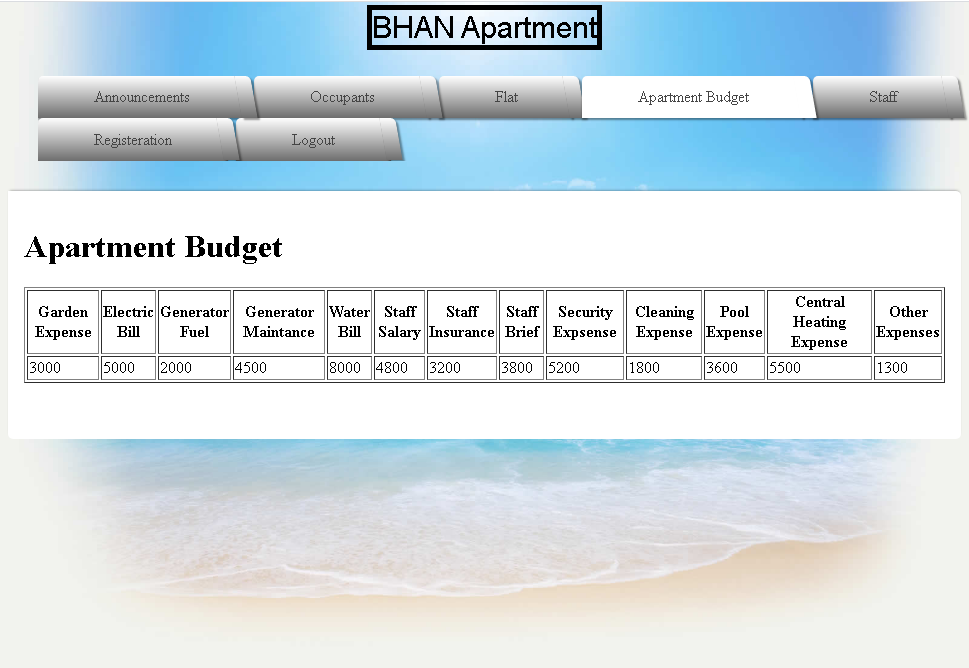 BHAN Apartment
Announcements Occupants Flat Apartment Budget Staff
Registeration Logout
Apartment Budget
Garden Expense Electric Bill Generator Fuel Generator Maintance Water Bill Staff Salary Staff Insurance Staff Brief Security Expsense Cleaning Expense Pool Expense Central Heating Expense Other Expenses
3000 5000 2000 4500 8000 4800 3200 3800 5200 1800 3600 5500 1300